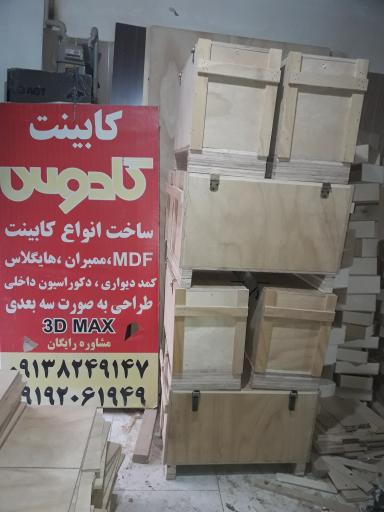 کابینت
کادوس
ساخت انواع کابینت
MDF،ممبران ،هایگلاس
کمد دیواری ، دکوراسیون داخلی
طراحی به صورت سه بعدی
3D MAX
مشاوره رایگان
۰۹۱۳۸۲۴۹۱۴۷
۰۹۱۹۲۰۶۱۹۴۹